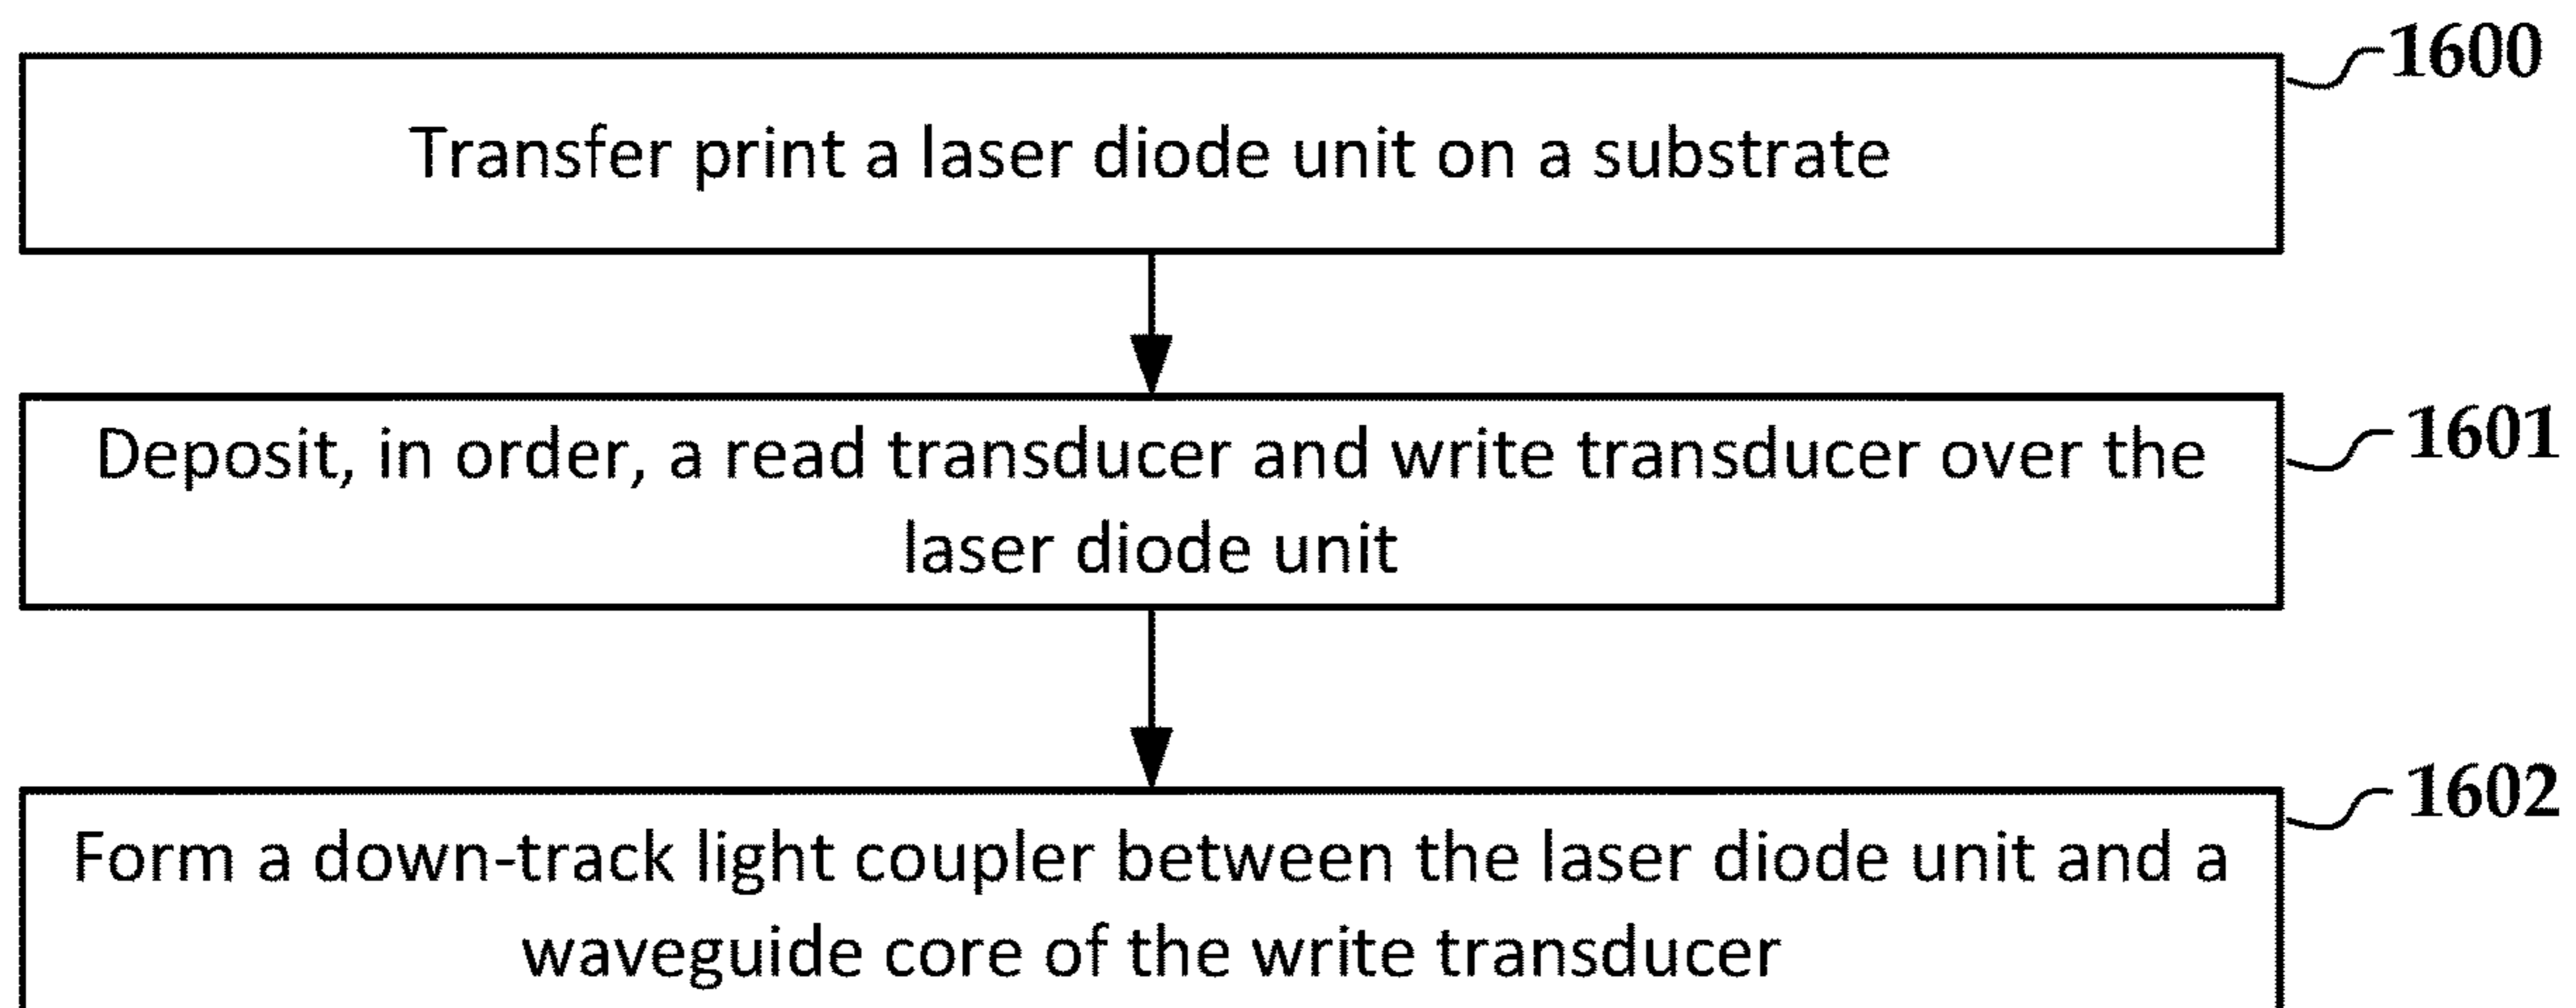 1600
Transfer print a laser diode unit on a substrate
1601
Deposit, in order, a read transducer and write transducer over the
laser diode unit
1602
Form a down-track light coupler between the laser diode unit and a
waveguide core of the write transducer